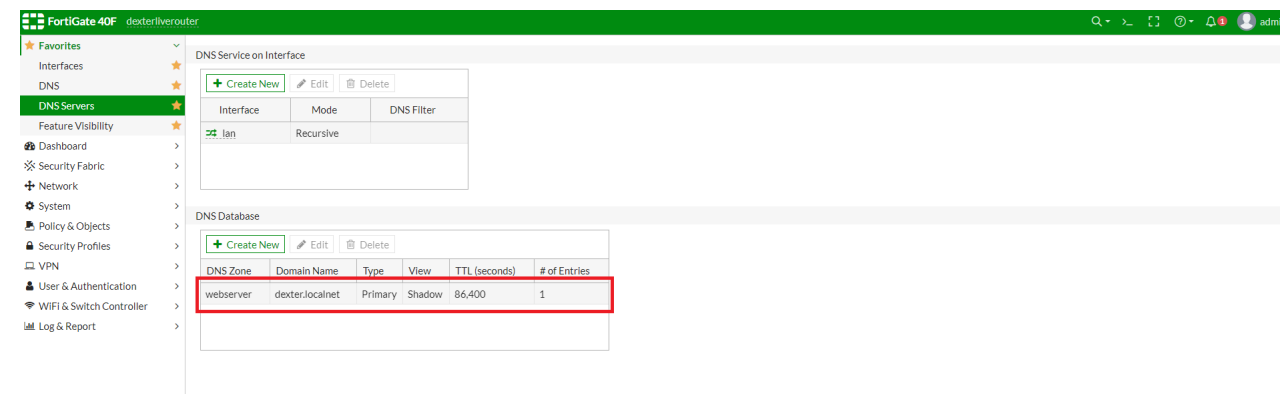 FortiGate 40F dexterliverouter
admi
1
Favorites
Interfaces
DNS
DNS Servers
Feature Visibility
Dashboard
Security Fabric
Network
System
Policy & Objects
Security Profiles
VPN
User & Authentication
WiFi & Switch Controller
Log & Report
DNS Service on Interface
+ Create New Edit Delete
Interface Mode DNS Filter
lan Recursive
DNS Database
+ Create New Edit Delete
DNS Zone Domain Name Type View TTL (seconds) # of Entries
webserver dexter.localnet Primary Shadow 86,400 1